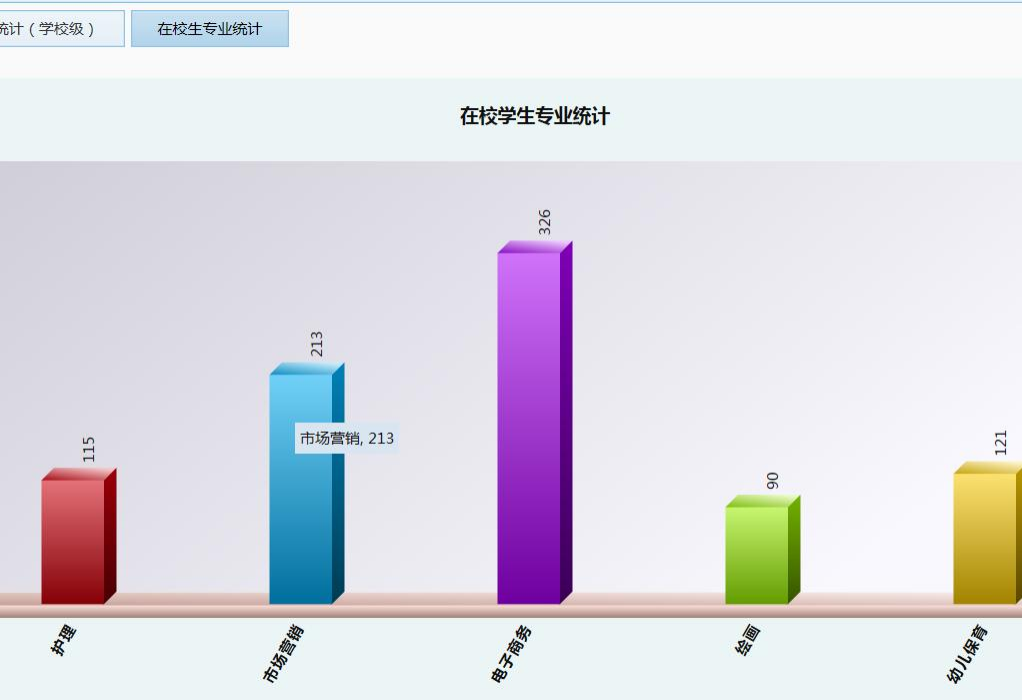 统计（学校级）
在校生专业统计
在校学生专业统计
115
213
326
90
121
市场营销, 213
护理
市场营销
电子商务
绘画
幼儿保育